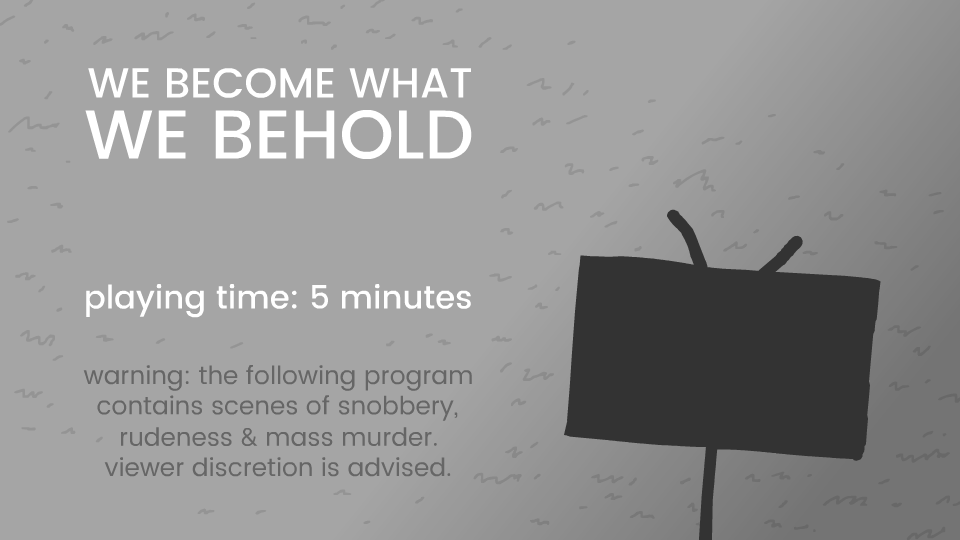 WE BECOME WHAT
WE BEHOLD
playing time: 5 minutes
warning: the following program
contains scenes of snobbery,
rudeness & mass murder.
viewer discretion is advised.